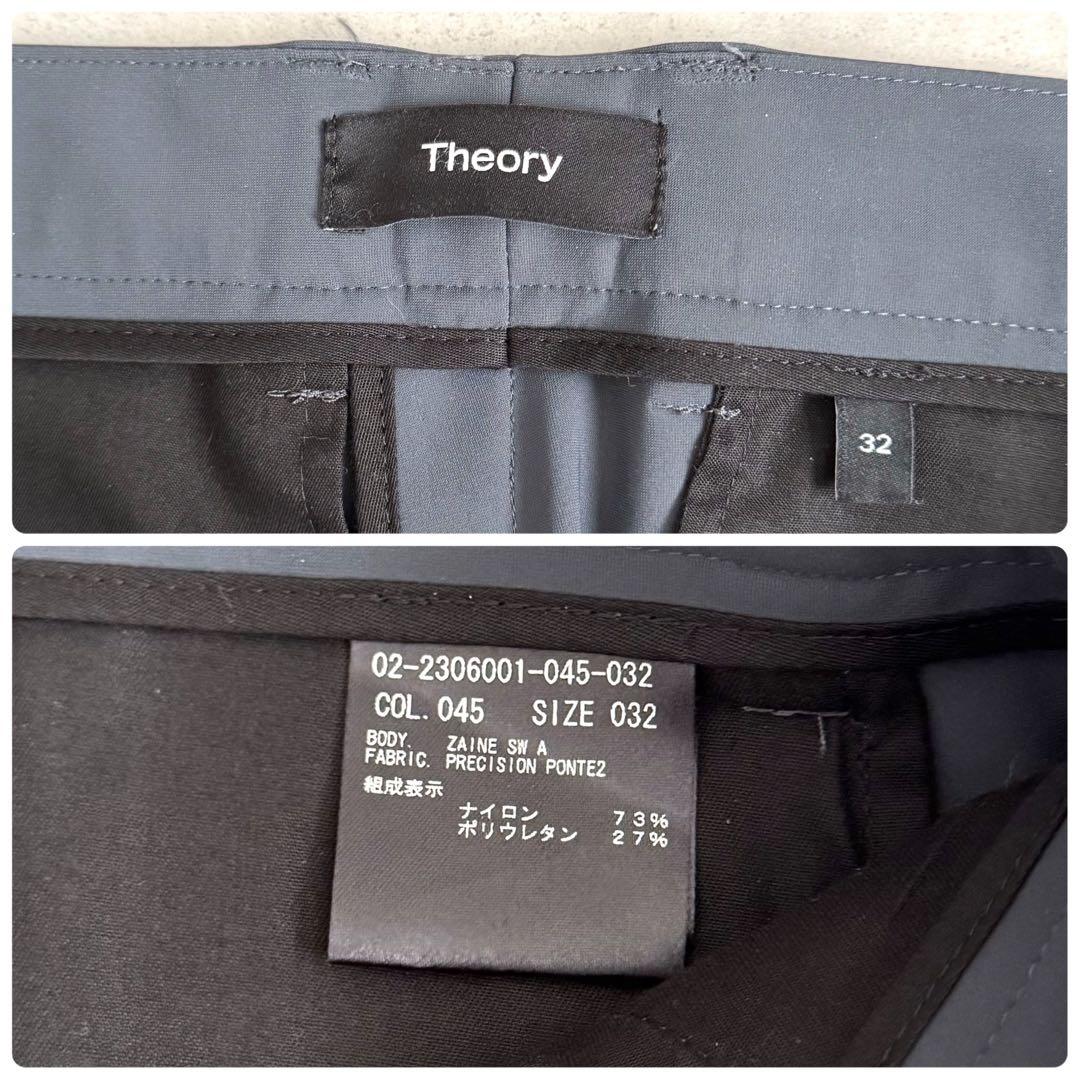 Theory
32
02-2306001-045-032
COL. 045 SIZE 032
BODY. ZAINE SW A
FABRIC. PRECISION PONTE2
組成表示
ナイロン 73%
ポリウレタン 27%